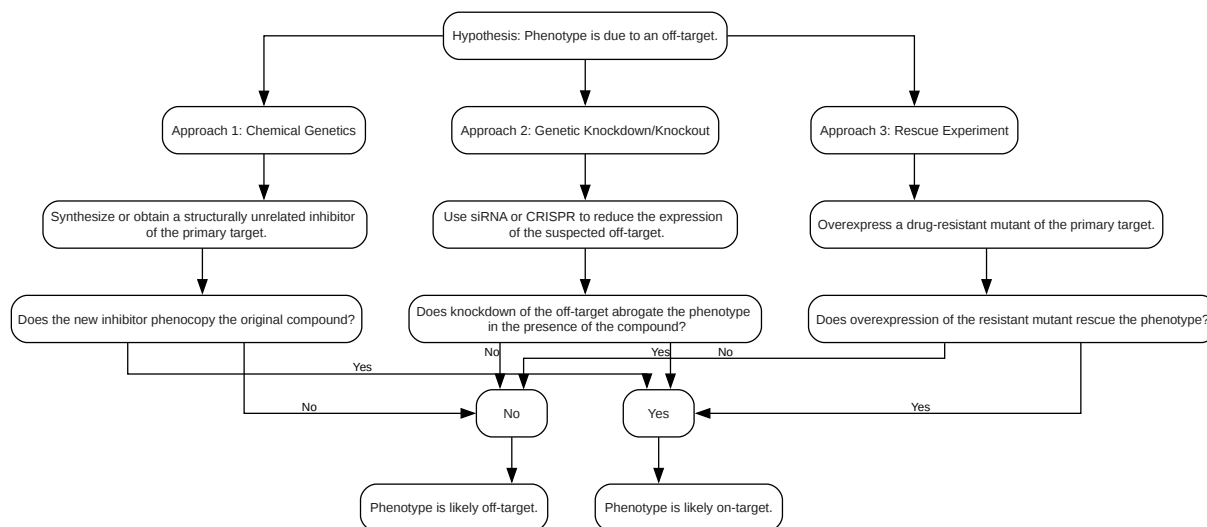 Hypothesis: Phenotype is due to an off-target.
Approach 1: Chemical Genetics
Approach 2: Genetic Knockdown/Knockout
Approach 3: Rescue Experiment
Synthesize or obtain a structurally unrelated inhibitor
of the primary target.
Use siRNA or CRISPR to reduce the expression
of the suspected off-target.
Overexpress a drug-resistant mutant of the primary target.
Does the new inhibitor phenocopy the original compound?
Does knockdown of the off-target abrogate the phenotype
in the presence of the compound?
Does overexpression of the resistant mutant rescue the phenotype?
No
Yes
No
Yes
No
Yes
No
Yes
Phenotype is likely off-target.
Phenotype is likely on-target.